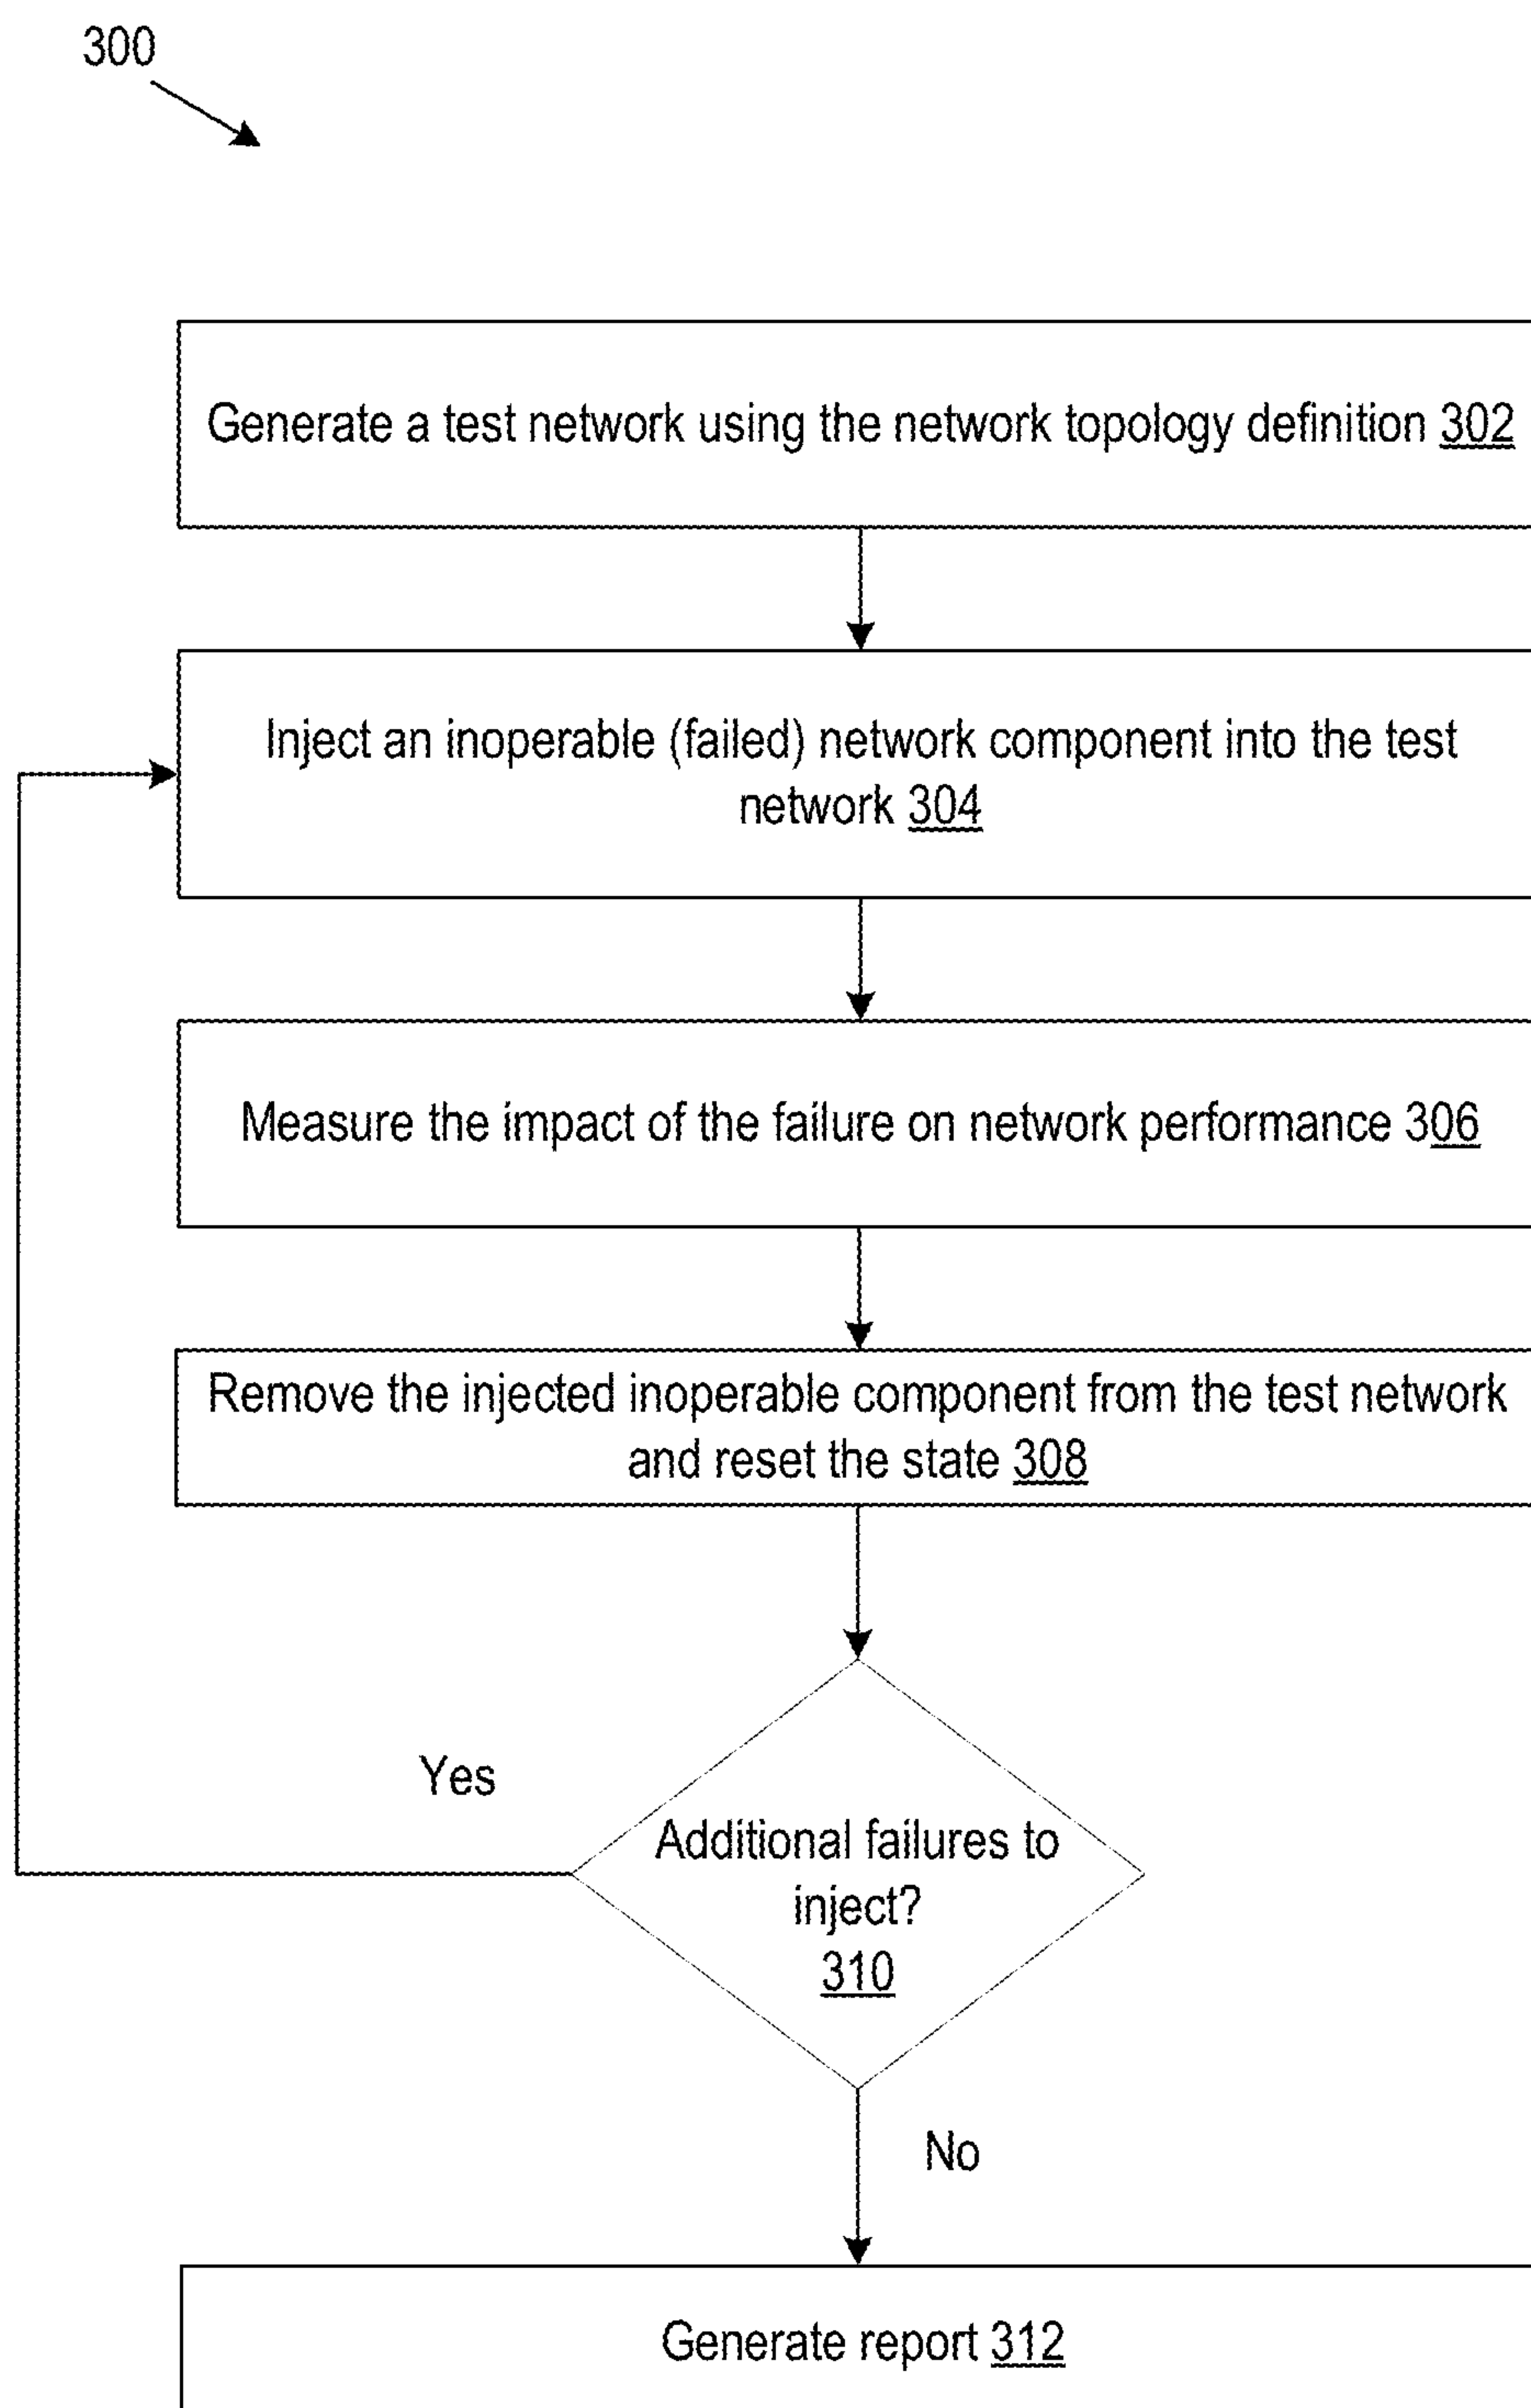 300
Generate a test network using the network topology definition 302
Inject an inoperable (failed) network component into the test
network 304
Measure the impact of the failure on network performance 306
Remove the injected inoperable component from the test network
and reset the state 308
Yes
Additional failures to
inject?
310
No
Generate report 312